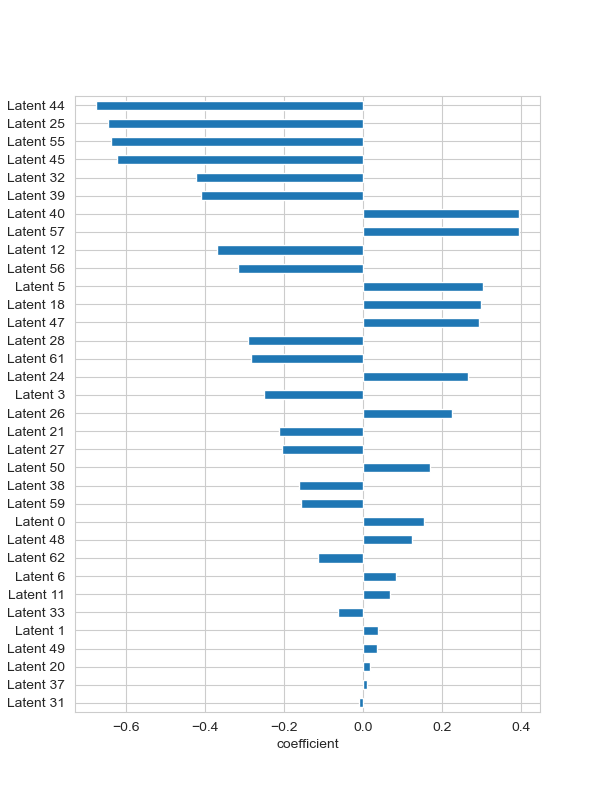 Latent 44
Latent 25
Latent 55
Latent 45
Latent 32
Latent 39
Latent 40
Latent 57
Latent 12
Latent 56
Latent 5
Latent 18
Latent 47
Latent 28
Latent 61
Latent 24
Latent 3
Latent 26
Latent 21
Latent 27
Latent 50
Latent 38
Latent 59
Latent 0
Latent 48
Latent 62
Latent 6
Latent 11
Latent 33
Latent 1
Latent 49
Latent 20
Latent 37
Latent 31
−0.6 −0.4 −0.2 0.0 0.2 0.4
coefficient